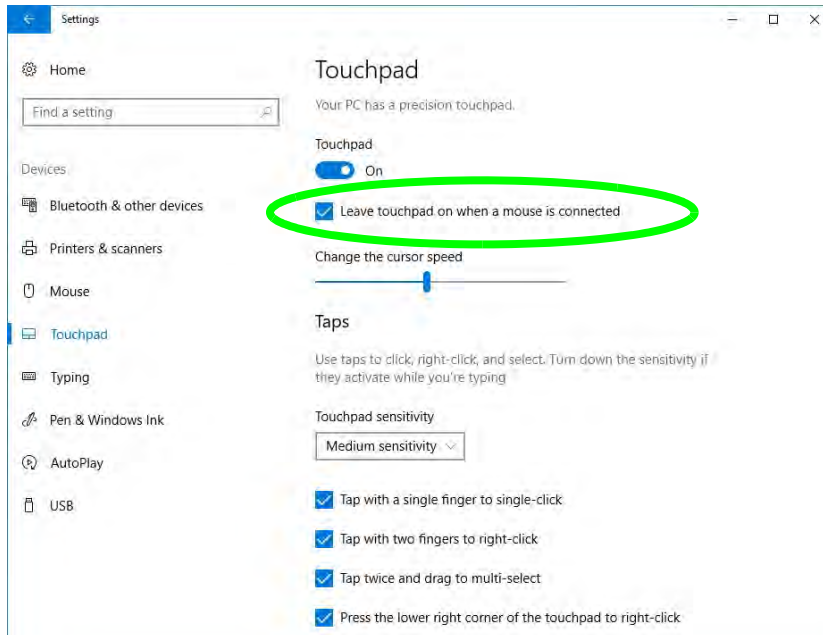 Settings
Home
Find a setting
Devices
Bluetooth & other devices
Printers & scanners
Mouse
Touchpad
Typing
Pen & Windows Ink
AutoPlay
USB
Touchpad
Your PC has a precision touchpad.
Touchpad
On
Leave touchpad on when a mouse is connected
Change the cursor speed
Taps
Use taps to click, right-click, and select. Turn down the sensitivity if
they activate while you're typing
Touchpad sensitivity
Medium sensitivity
Tap with a single finger to single-click
Tap with two fingers to right-click
Tap twice and drag to multi-select
Press the lower right corner of the touchpad to right-click